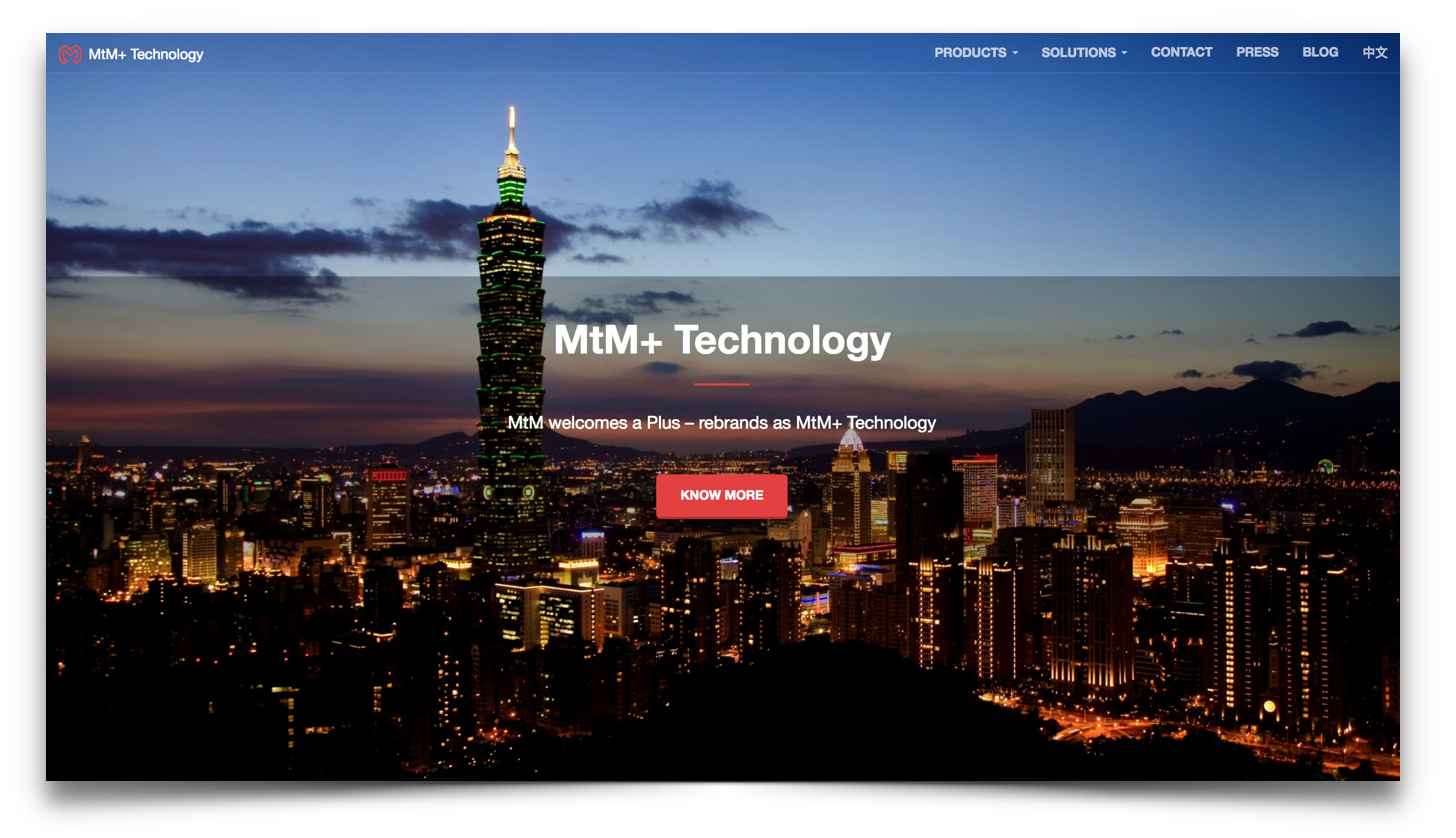 MtM+ Technology
PRODUCTS
SOLUTIONS
CONTACT
PRESS
BLOG
中文
MtM+ Technology
MtM welcomes a Plus – rebrands as MtM+ Technology
KNOW MORE